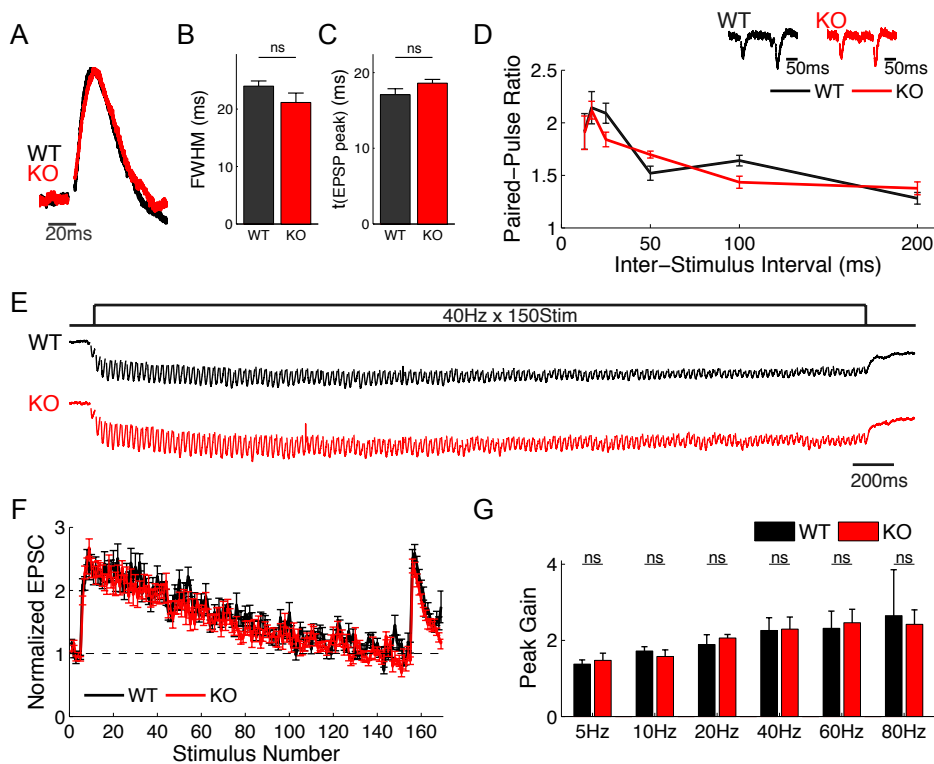 A
WT
KO
20ms
B
ns
FWHM (ms)
20
10
0
WT KO
C
ns
t(EPSP peak) (ms)
20
10
0
WT KO
D
WT KO
50ms 50ms
WT KO
Paired-Pulse Ratio
2.5
2
1.5
1
0 50 100 200
Inter-Stimulus Interval (ms)
E
40Hz x 150Stim
WT
KO
200ms
F
Normalized EPSC
3
2
1
0
WT KO
0 20 40 60 80 100 120 140 160
Stimulus Number
G
WT KO
ns ns ns ns ns ns
Peak Gain
4
2
0
5Hz 10Hz 20Hz 40Hz 60Hz 80Hz